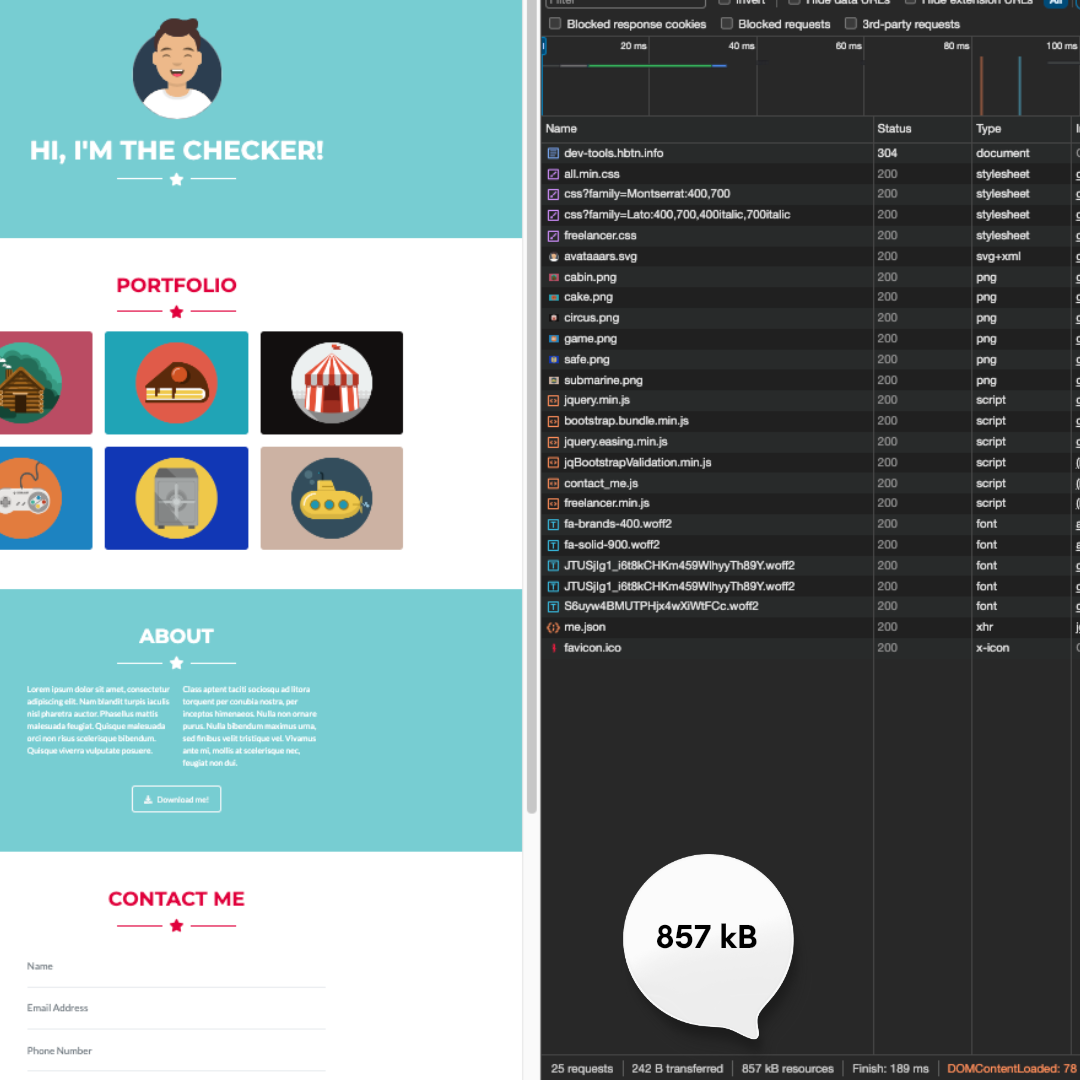 HI, I'M THE CHECKER!
PORTFOLIO
ABOUT
Lorem ipsum dolor sit amet, consectetur
adipiscing elit. Nam blandit turpis iaculis
nisl pharetra auctor. Phasellus mattis
malesuada feugiat. Quisque malesuada
orci non risus scelerisque bibendum.
Quisque viverra vulputate posuere.
Class aptent taciti sociosqu ad litora
torquent per conubia nostra, per
inceptos himenaeos. Nulla non ornare
purus. Nulla bibendum maximus urna,
sed finibus velit tristique vel. Vivamus
ante mi, mollis at scelerisque nec,
feugiat non dui.
Download me!
CONTACT ME
Name
Email Address
Phone Number
Filter Invert Hide data URLs Hide extension URLs All
Blocked response cookies Blocked requests 3rd-party requests
20 ms 40 ms 60 ms 80 ms 100 ms
Name Status Type
dev-tools.hbtn.info 304 document
all.min.css 200 stylesheet
css?family=Montserrat:400,700 200 stylesheet
css?family=Lato:400,700,400italic,700italic 200 stylesheet
freelancer.css 200 stylesheet
avataaars.svg 200 svg+xml
cabin.png 200 png
cake.png 200 png
circus.png 200 png
game.png 200 png
safe.png 200 png
submarine.png 200 png
jquery.min.js 200 script
bootstrap.bundle.min.js 200 script
jquery.easing.min.js 200 script
jqBootstrapValidation.min.js 200 script
contact_me.js 200 script
freelancer.min.js 200 script
fa-brands-400.woff2 200 font
fa-solid-900.woff2 200 font
JTUSjIg1_i6t8kCHKm459WlhyyTh89Y.woff2 200 font
JTUSjIg1_i6t8kCHKm459WlhyyTh89Y.woff2 200 font
S6uyw4BMUTPHjx4wXiWtFCc.woff2 200 font
me.json 200 xhr
favicon.ico 200 x-icon
857 kB
25 requests 242 B transferred 857 kB resources Finish: 189 ms DOMContentLoaded: 78